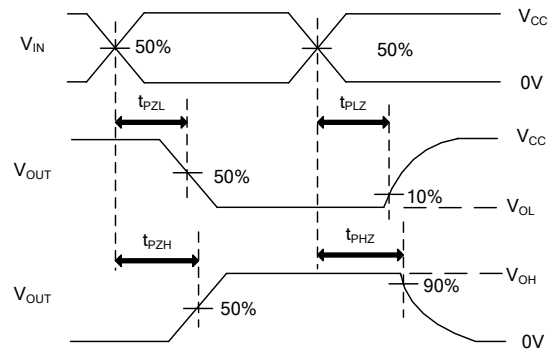 V_CC
V_IN 50% 50%
0V
t_PZL t_PLZ
V_CC
V_OUT 50% 10%
V_OL
t_PZH t_PHZ
V_OH
V_OUT 50% 90%
0V